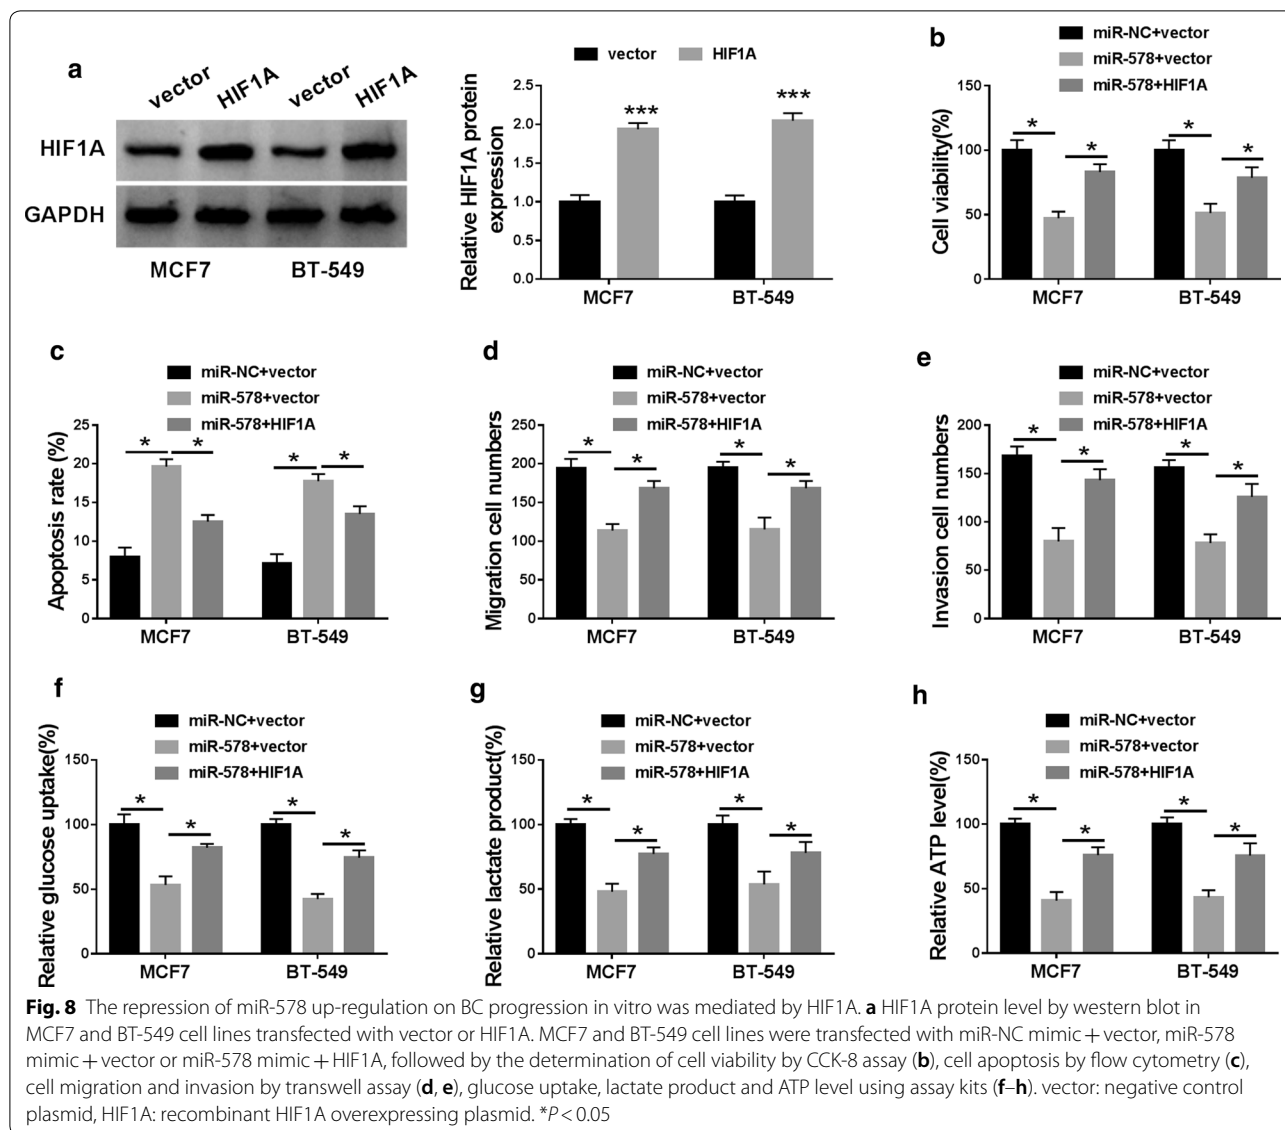 a
vector HIF1A vector HIF1A
HIF1A
GAPDH
MCF7 BT-549
vector HIF1A
Relative HIF1A protein
expression
2.5
2.0
1.5
1.0
0.5
0.0
*** ***
MCF7 BT-549
b
miR-NC+vector
miR-578+vector
miR-578+HIF1A
Cell viability(%)
150
100
50
0
* * * *
MCF7 BT-549
c
miR-NC+vector
miR-578+vector
miR-578+HIF1A
Apoptosis rate (%)
25
20
15
10
5
0
* * * *
MCF7 BT-549
d
miR-NC+vector
miR-578+vector
miR-578+HIF1A
Migration cell numbers
250
200
150
100
50
0
* * * *
MCF7 BT-549
e
miR-NC+vector
miR-578+vector
miR-578+HIF1A
Invasion cell numbers
200
150
100
50
0
* * * *
MCF7 BT-549
f
miR-NC+vector
miR-578+vector
miR-578+HIF1A
Relative glucose uptake(%)
150
100
50
0
* * * *
MCF7 BT-549
g
miR-NC+vector
miR-578+vector
miR-578+HIF1A
Relative lactate product(%)
150
100
50
0
* * * *
MCF7 BT-549
h
miR-NC+vector
miR-578+vector
miR-578+HIF1A
Relative ATP level(%)
150
100
50
0
* * * *
MCF7 BT-549
Fig. 8 The repression of miR-578 up-regulation on BC progression in vitro was mediated by HIF1A. a HIF1A protein level by western blot in
MCF7 and BT-549 cell lines transfected with vector or HIF1A. MCF7 and BT-549 cell lines were transfected with miR-NC mimic + vector, miR-578
mimic + vector or miR-578 mimic + HIF1A, followed by the determination of cell viability by CCK-8 assay (b), cell apoptosis by flow cytometry (c),
cell migration and invasion by transwell assay (d, e), glucose uptake, lactate product and ATP level using assay kits (f–h). vector: negative control
plasmid, HIF1A: recombinant HIF1A overexpressing plasmid. *P < 0.05